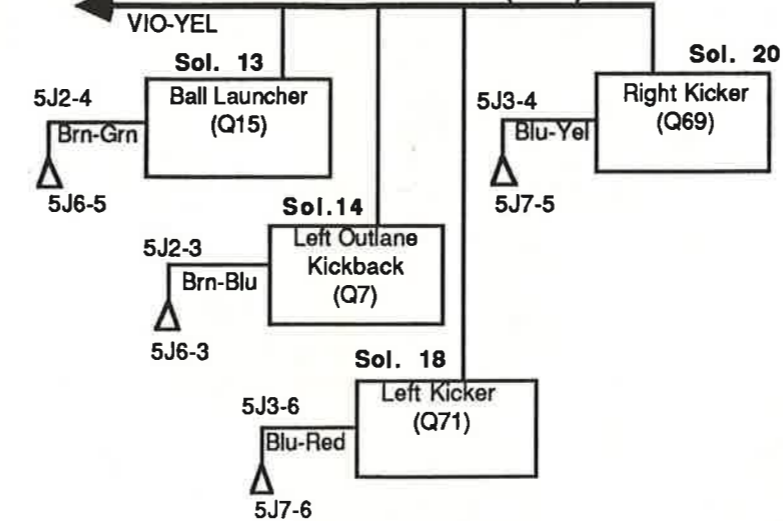 VIO-YEL
Sol. 13
5J2-4
Ball Launcher
(Q15)
Brn-Grn
5J6-5
Sol. 20
5J3-4
Right Kicker
(Q69)
Blu-Yel
5J7-5
Sol.14
5J2-3
Left Outlane
Kickback
(Q7)
Brn-Blu
5J6-3
Sol. 18
5J3-6
Left Kicker
(Q71)
Blu-Red
5J7-6